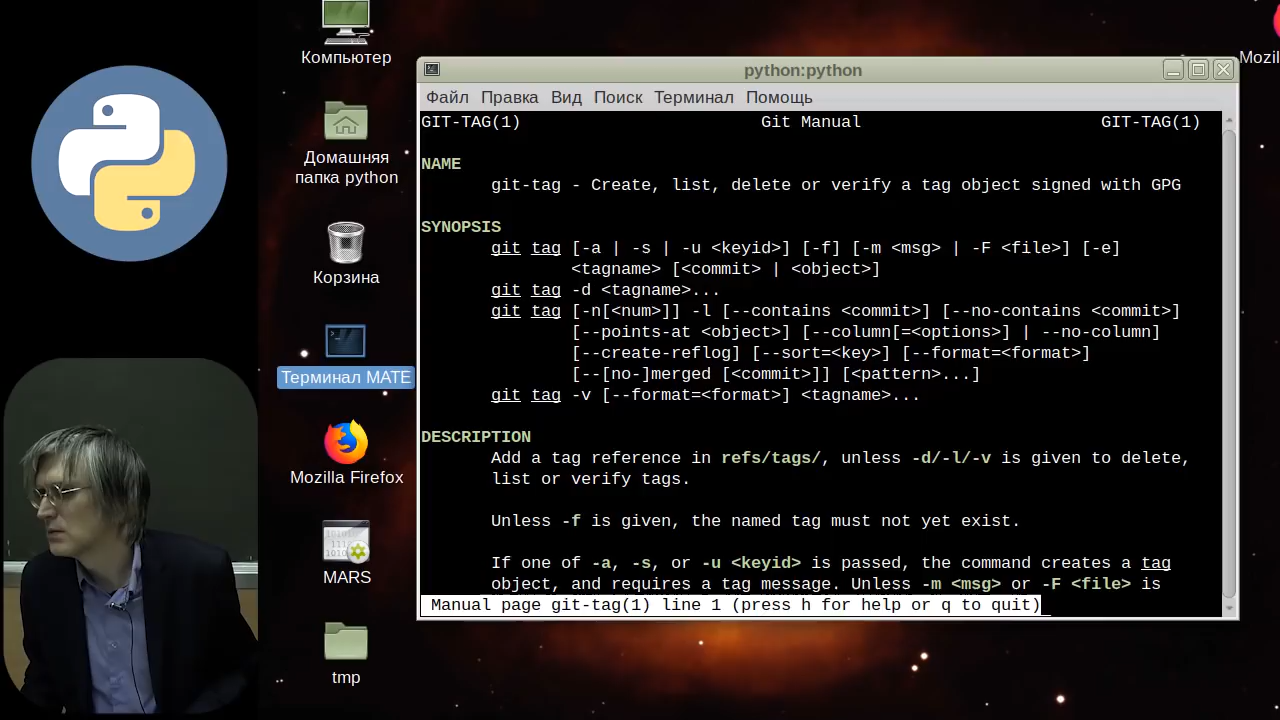 Компьютер
Домашняя
папка python
Корзина
Терминал MATE
Mozilla Firefox
MARS
tmp
Mozil
python:python
Файл Правка Вид Поиск Терминал Помощь
GIT-TAG(1) Git Manual GIT-TAG(1)
NAME
git-tag - Create, list, delete or verify a tag object signed with GPG
SYNOPSIS
git tag [-a | -s | -u <keyid>] [-f] [-m <msg> | -F <file>] [-e]
<tagname> [<commit> | <object>]
git tag -d <tagname>...
git tag [-n[<num>]] -l [--contains <commit>] [--no-contains <commit>]
[--points-at <object>] [--column[=<options>] | --no-column]
[--create-reflog] [--sort=<key>] [--format=<format>]
[--[no-]merged [<commit>]] [<pattern>...]
git tag -v [--format=<format>] <tagname>...
DESCRIPTION
Add a tag reference in refs/tags/, unless -d/-l/-v is given to delete,
list or verify tags.
Unless -f is given, the named tag must not yet exist.
If one of -a, -s, or -u <keyid> is passed, the command creates a tag
object, and requires a tag message. Unless -m <msg> or -F <file> is
Manual page git-tag(1) line 1 (press h for help or q to quit)